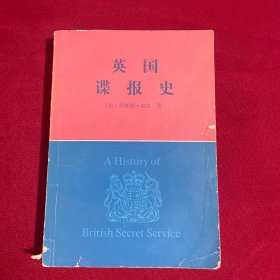 英国
谍报史
A History of
British Secret Service